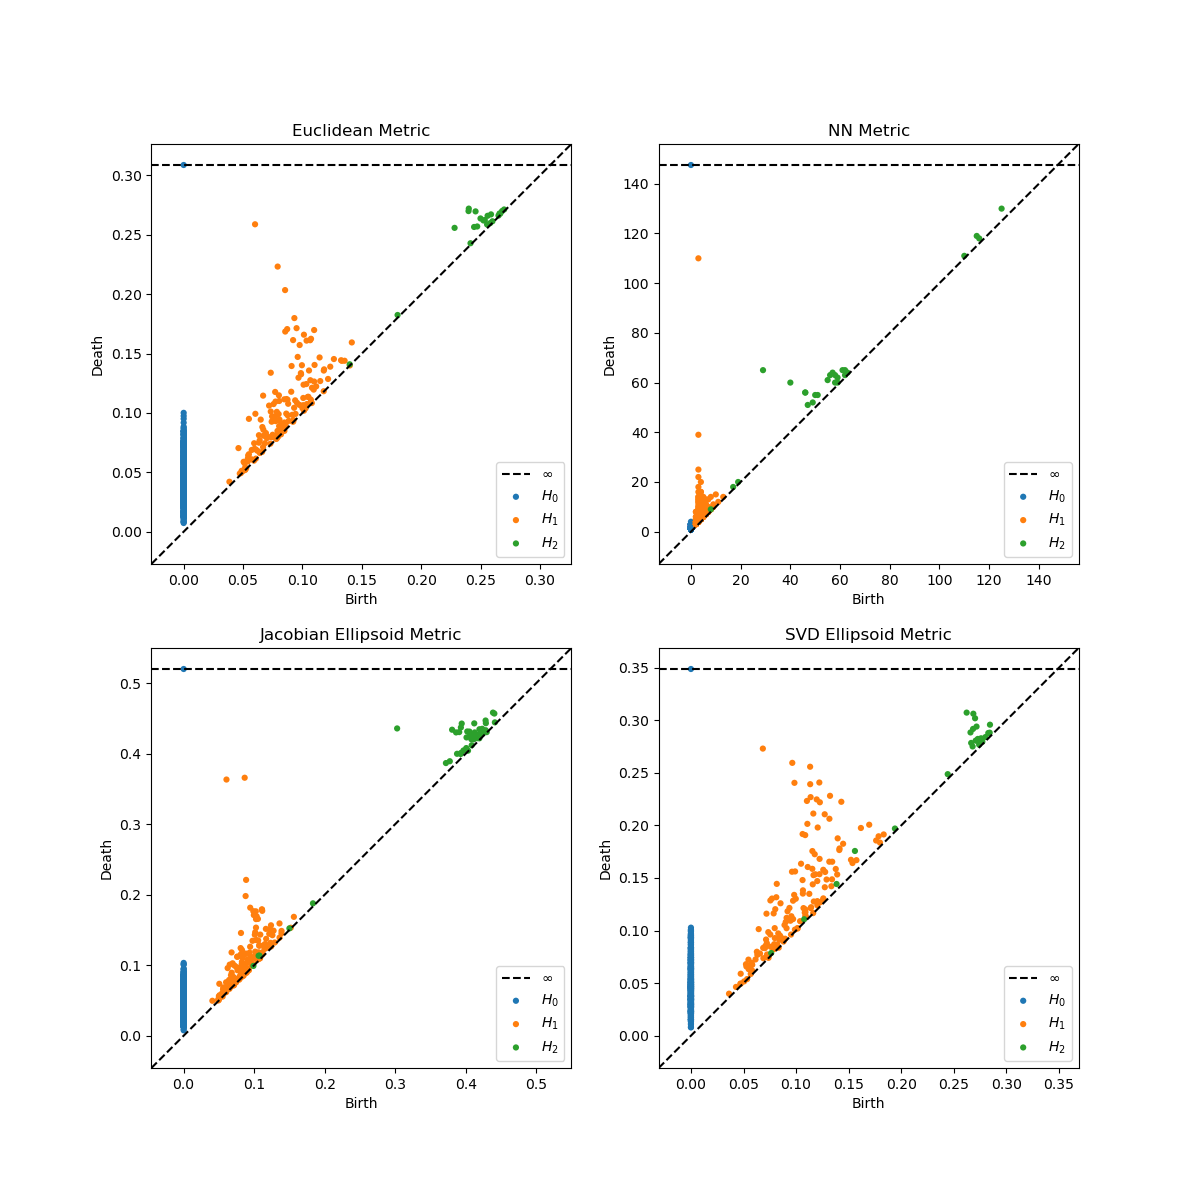 Euclidean Metric
0.30
0.25
0.20
0.15
0.10
0.05
0.00
Death
0.00 0.05 0.10 0.15 0.20 0.25 0.30
Birth
∞
H0
H1
H2
NN Metric
140
120
100
80
60
40
20
0
Death
0 20 40 60 80 100 120 140
Birth
∞
H0
H1
H2
Jacobian Ellipsoid Metric
0.5
0.4
0.3
0.2
0.1
0.0
Death
0.0 0.1 0.2 0.3 0.4 0.5
Birth
∞
H0
H1
H2
SVD Ellipsoid Metric
0.35
0.30
0.25
0.20
0.15
0.10
0.05
0.00
Death
0.00 0.05 0.10 0.15 0.20 0.25 0.30 0.35
Birth
∞
H0
H1
H2